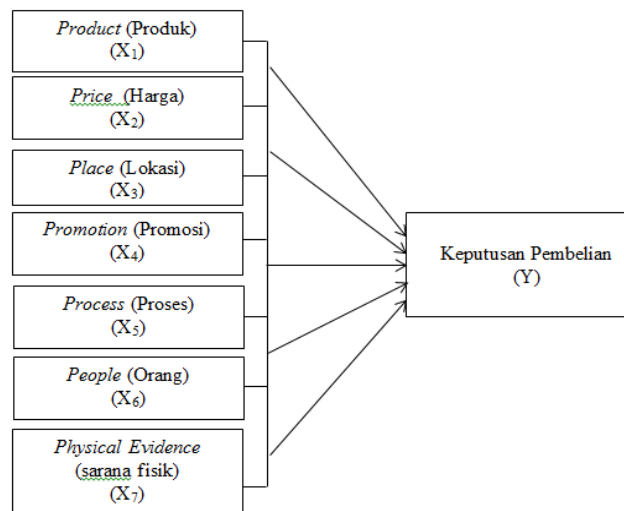 Product (Produk)
(X₁)
Price (Harga)
(X₂)
Place (Lokasi)
(X₃)
Promotion (Promosi)
(X₄)
Process (Proses)
(X₅)
People (Orang)
(X₆)
Physical Evidence
(sarana fisik)
(X₇)
Keputusan Pembelian
(Y)